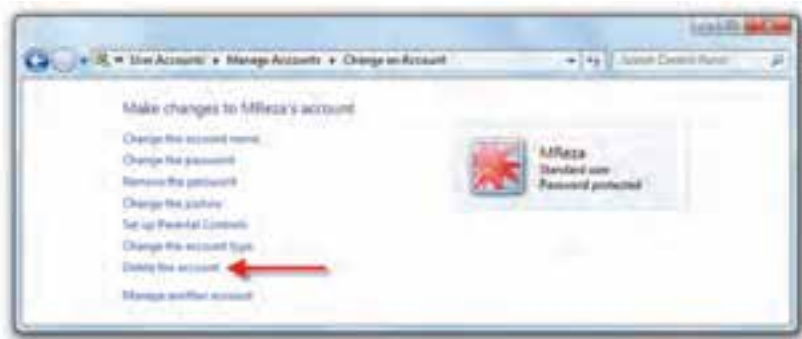 User Accounts ▸ Manage Accounts ▸ Change an Account
Search Control Panel
Make changes to MReza's account
Change the account name
Change the password
Remove the password
Change the picture
Set up Parental Controls
Change the account type
Delete the account
Manage another account
MReza
Standard user
Password protected